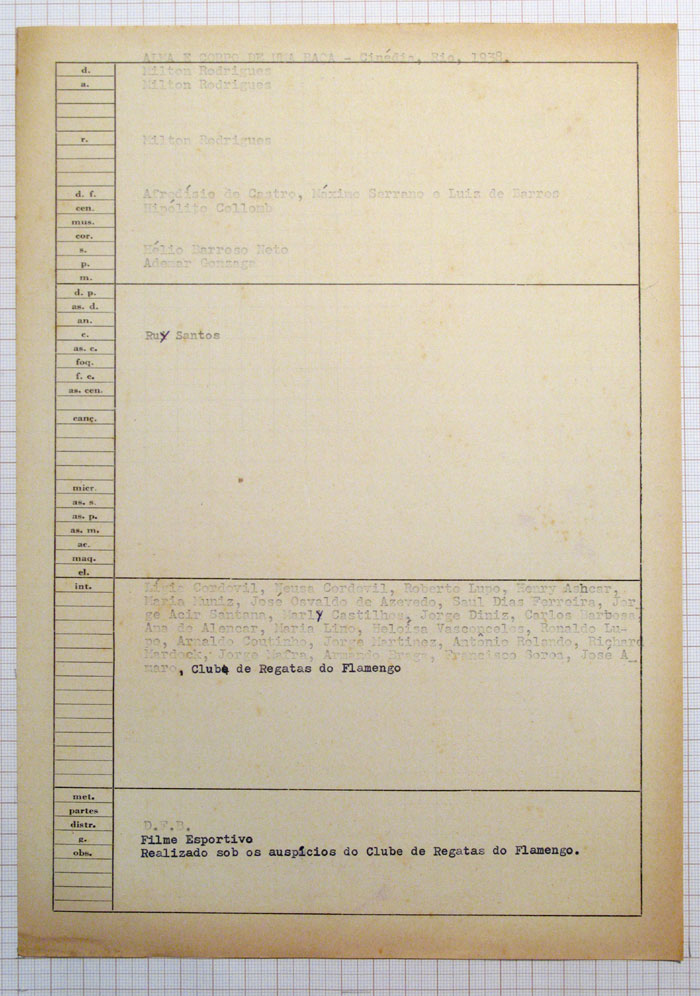 ALMA E CORPO DE UMA RAÇA - Cinédia, Rio, 1938.
d. Milton Rodrigues
a. Milton Rodrigues
r. Milton Rodrigues
d. f. Afrodísio de Castro, Máximo Serrano e Luiz de Barros
cen. Hipólito Collomb
mus.
cor.
s. Hélio Barroso Neto
p. Ademar Gonzaga
m.
d. p.
as. d.
an.
c. Ruy Santos
as. c.
foq.
f. c.
as. cen.
canç.
micr.
as. s.
as. p.
as. m.
ac.
maq.
el.
int. Lígia Cordovil, Neusa Cordovil, Roberto Lupo, Henry Ashcar,
Maria Muniz, José Osvaldo de Azevedo, Saul Dias Ferreira, Jor_
ge Acir Santana, Marly Castilhos, Jorge Diniz, Carlos Barbosa
Ana de Alencar, Maria Lino, Heloísa Vasconcelos, Ronaldo Lu-
po, Arnaldo Coutinho, Jorge Martinez, Antônio Rolando, Richard
Mardock, Jorge Mafra, Armando Braga, Francisco Soros, José A_
maro, Clube de Regatas do Flamengo
met.
partes
distr. D.F.B.
g. Filme Esportivo
obs. Realizado sob os auspícios do Clube de Regatas do Flamengo.